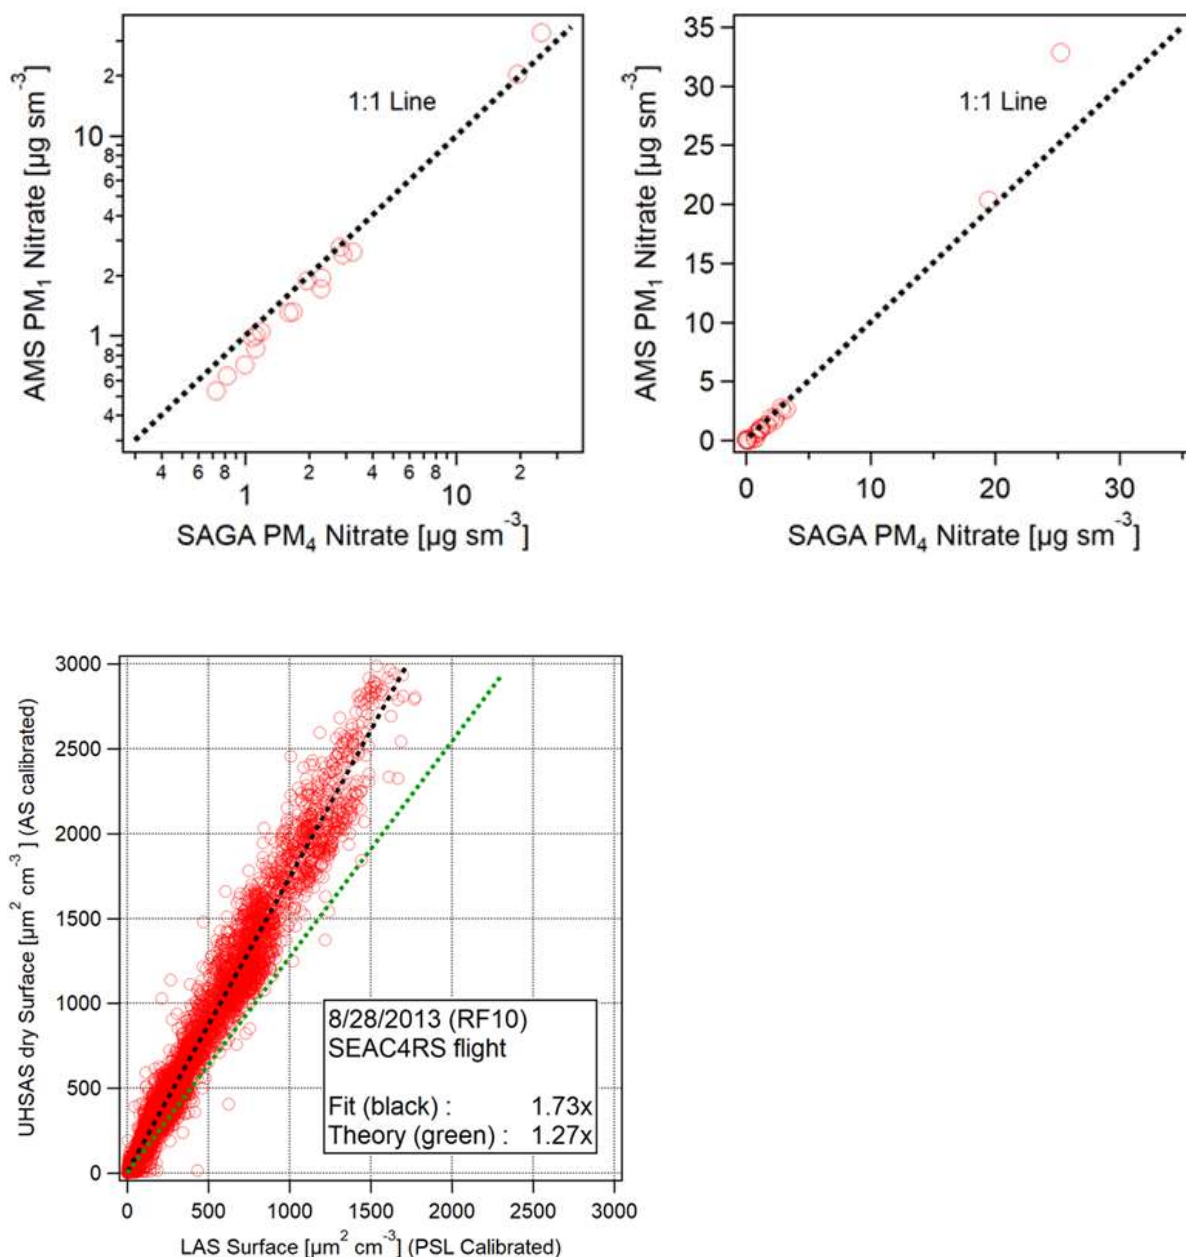 AMS PM₁ Nitrate [µg sm⁻³]
2
10
8
6
4
2
1
8
6
4
1:1 Line
4 6 8 2 4 6 8 2
1 10
SAGA PM₄ Nitrate [µg sm⁻³]
AMS PM₁ Nitrate [µg sm⁻³]
35
30
25
20
15
10
5
0
1:1 Line
0 10 20 30
SAGA PM₄ Nitrate [µg sm⁻³]
UHSAS dry Surface [µm² cm⁻³] (AS calibrated)
3000
2500
2000
1500
1000
500
0
8/28/2013 (RF10)
SEAC4RS flight
Fit (black) : 1.73x
Theory (green) : 1.27x
0 500 1000 1500 2000 2500 3000
LAS Surface [µm² cm⁻³] (PSL Calibrated)